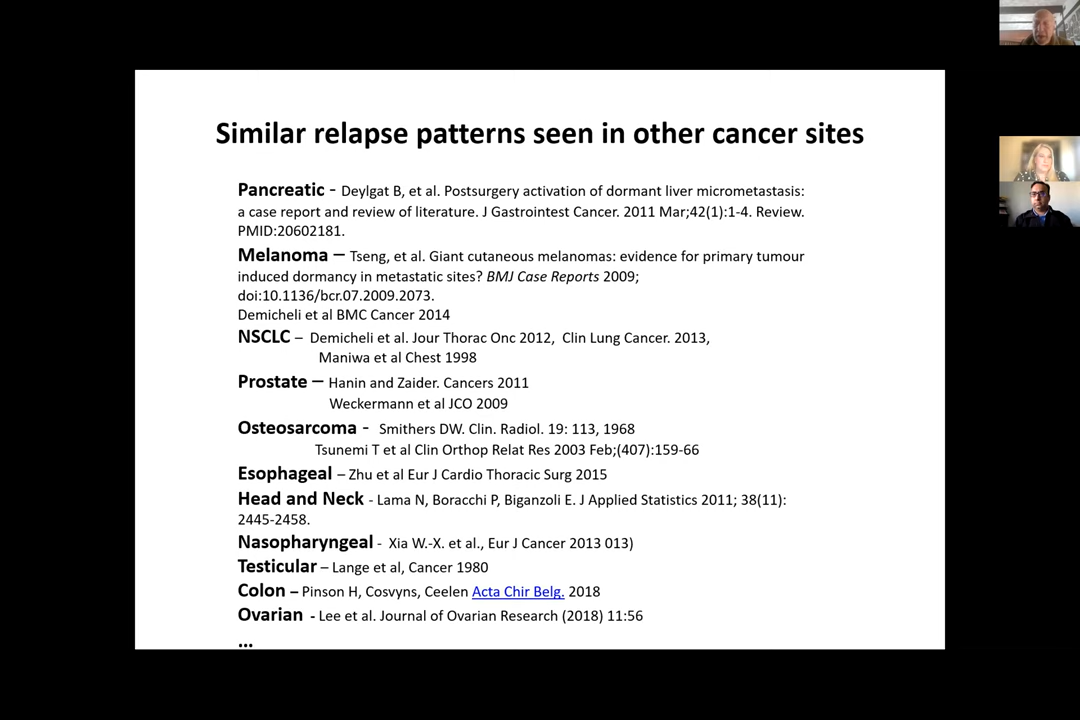 Similar relapse patterns seen in other cancer sites
Pancreatic - Deylgat B, et al. Postsurgery activation of dormant liver micrometastasis:
a case report and review of literature. J Gastrointest Cancer. 2011 Mar;42(1):1-4. Review.
PMID:20602181.
Melanoma – Tseng, et al. Giant cutaneous melanomas: evidence for primary tumour
induced dormancy in metastatic sites? BMJ Case Reports 2009;
doi:10.1136/bcr.07.2009.2073.
Demicheli et al BMC Cancer 2014
NSCLC – Demicheli et al. Jour Thorac Onc 2012, Clin Lung Cancer. 2013,
Maniwa et al Chest 1998
Prostate – Hanin and Zaider. Cancers 2011
Weckermann et al JCO 2009
Osteosarcoma - Smithers DW. Clin. Radiol. 19: 113, 1968
Tsunemi T et al Clin Orthop Relat Res 2003 Feb;(407):159-66
Esophageal – Zhu et al Eur J Cardio Thoracic Surg 2015
Head and Neck - Lama N, Boracchi P, Biganzoli E. J Applied Statistics 2011; 38(11):
2445-2458.
Nasopharyngeal - Xia W.-X. et al., Eur J Cancer 2013 013)
Testicular – Lange et al, Cancer 1980
Colon – Pinson H, Cosvyns, Ceelen Acta Chir Belg. 2018
Ovarian - Lee et al. Journal of Ovarian Research (2018) 11:56
...